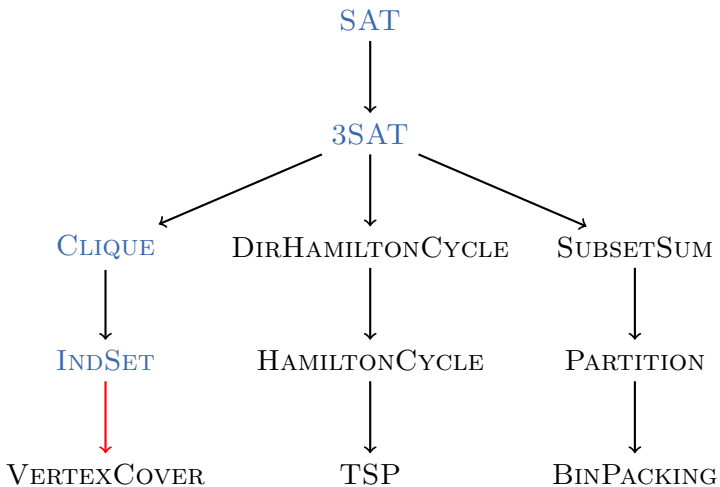 SAT
3SAT
CLIQUE DIRHAMILTONCYCLE SUBSETSUM
INDSET HAMILTONCYCLE PARTITION
VERTEXCOVER TSP BINPACKING